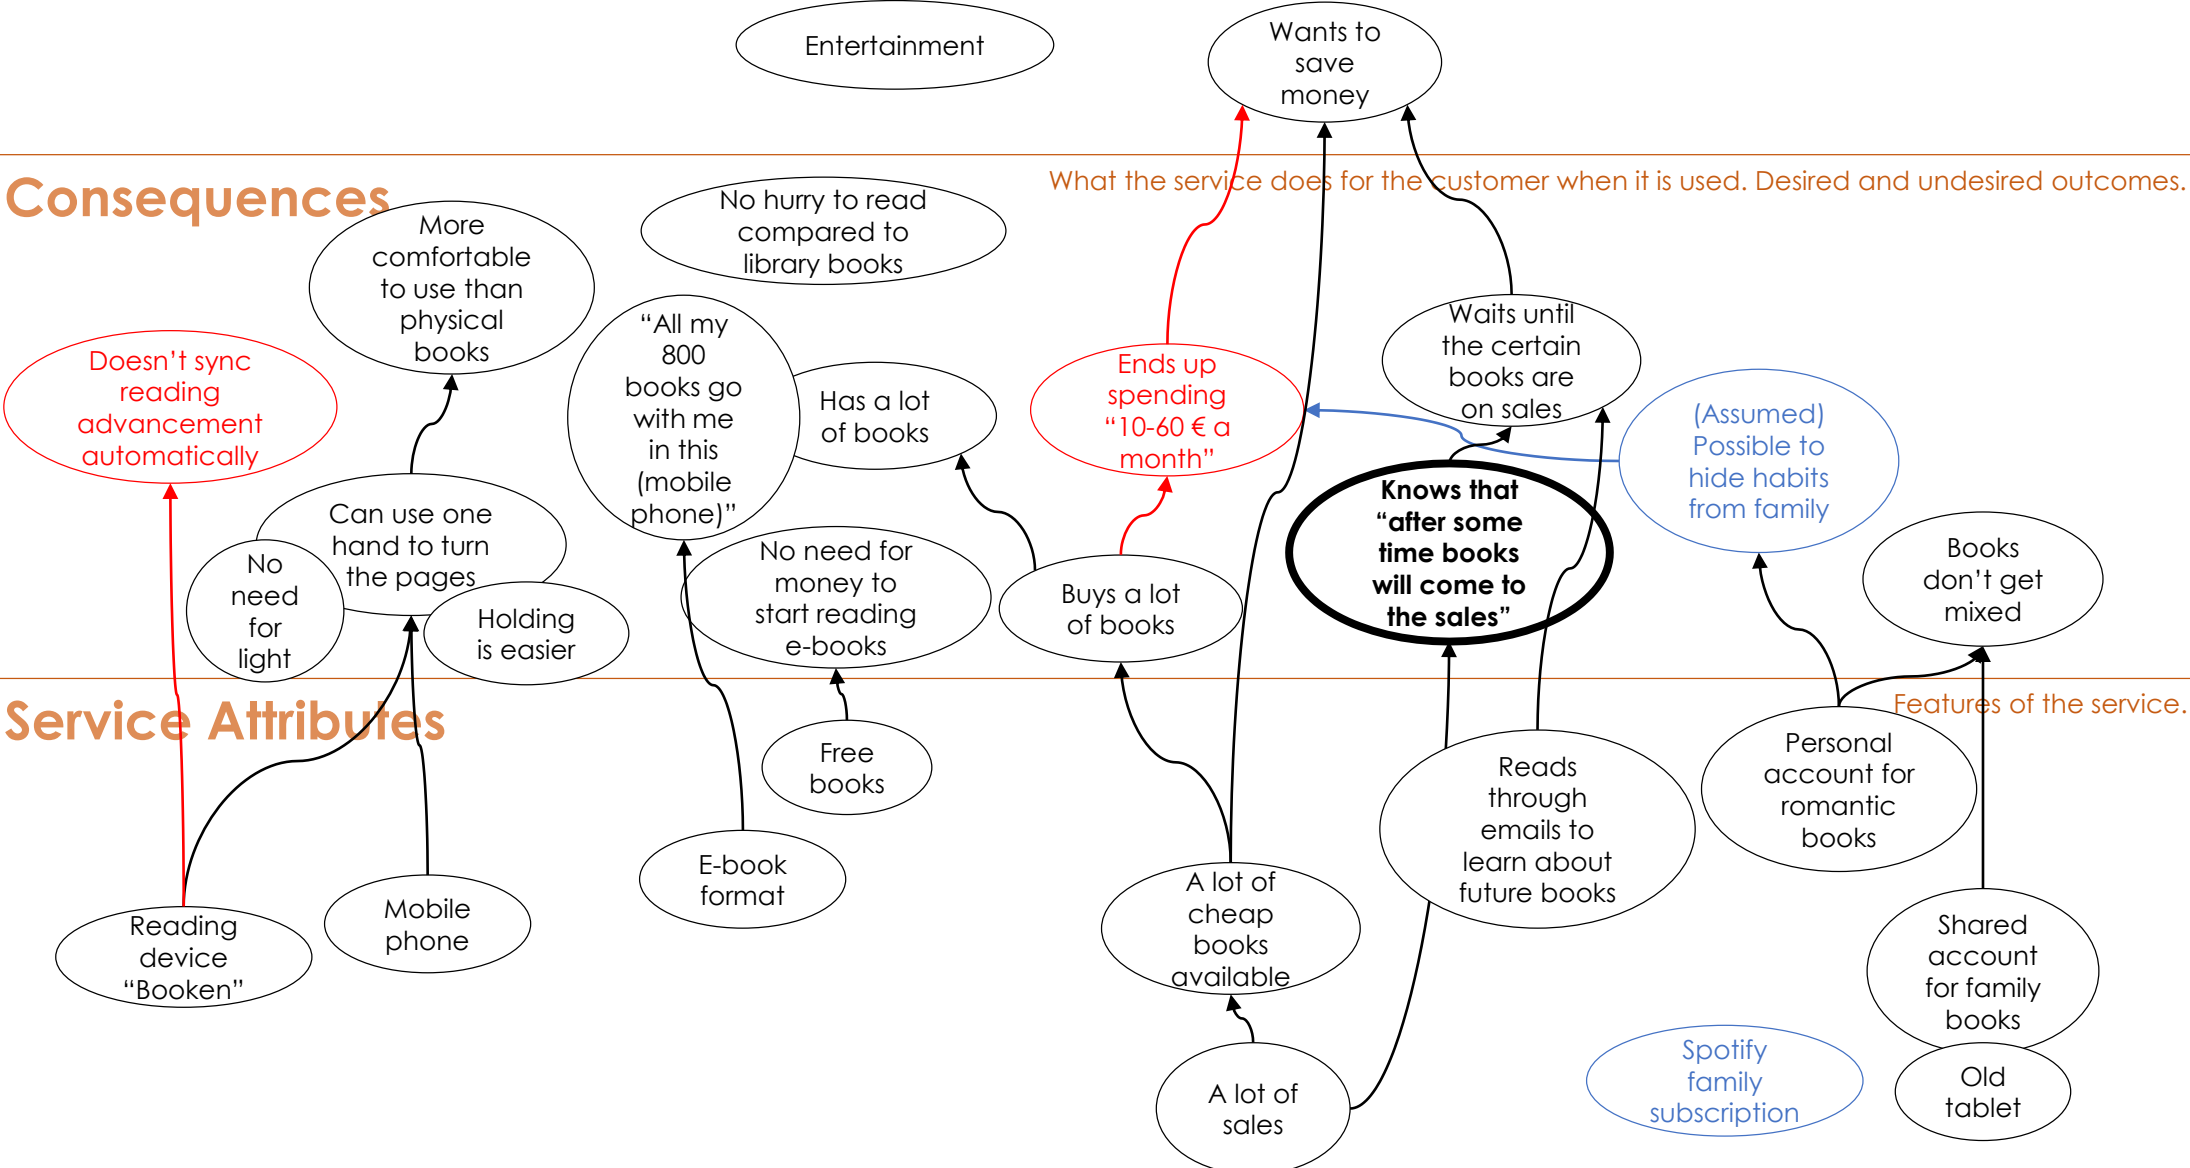 Entertainment
Wants to
save
money
Consequences
What the service does for the customer when it is used. Desired and undesired outcomes.
More
comfortable
to use than
physical
books
No hurry to read
compared to
library books
Doesn’t sync
reading
advancement
automatically
“All my
800
books go
with me
in this
(mobile
phone)”
Has a lot
of books
Ends up
spending
“10-60 € a
month”
Waits until
the certain
books are
on sales
(Assumed)
Possible to
hide habits
from family
Can use one
hand to turn
the pages
No
need
for
light
Holding
is easier
No need for
money to
start reading
e-books
Buys a lot
of books
Knows that
“after some
time books
will come to
the sales”
Books
don’t get
mixed
Service Attributes
Features of the service.
Free
books
Reads
through
emails to
learn about
future books
Personal
account for
romantic
books
Reading
device
“Booken”
Mobile
phone
E-book
format
A lot of
cheap
books
available
Shared
account
for family
books
A lot of
sales
Spotify
family
subscription
Old
tablet